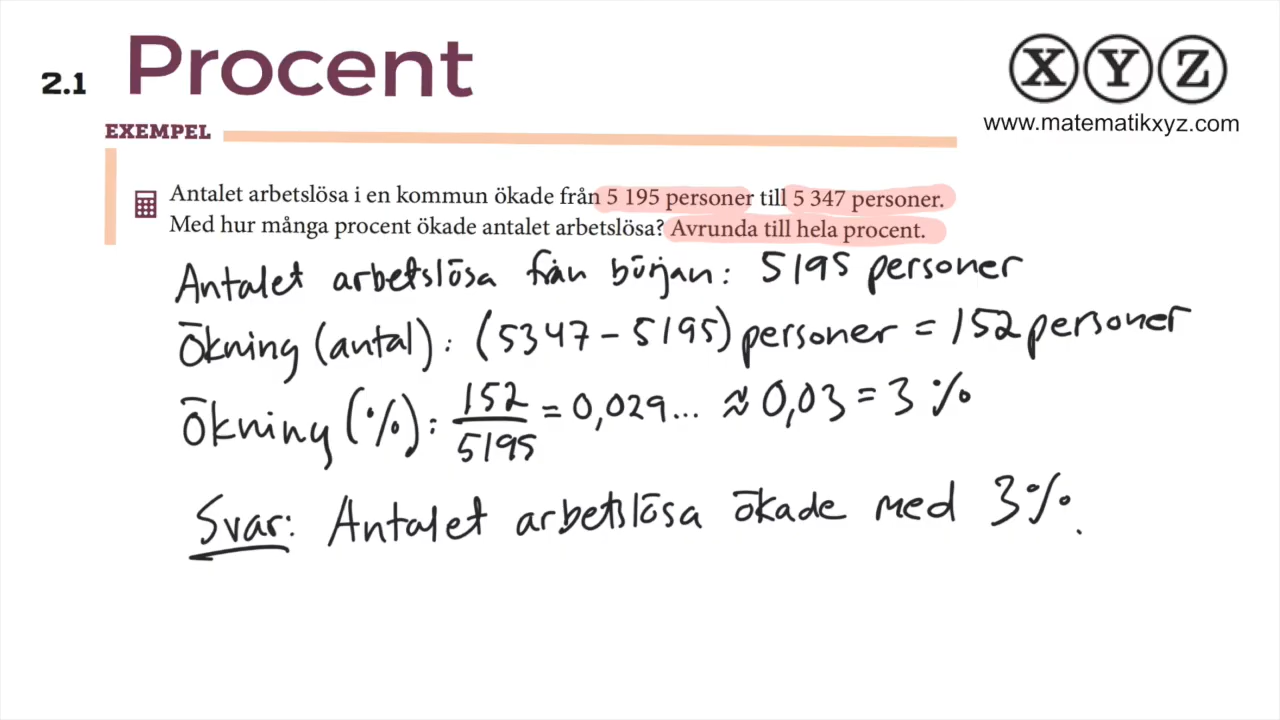 2.1 Procent
XYZ
www.matematikxyz.com
EXEMPEL
Antalet arbetslösa i en kommun ökade från 5 195 personer till 5 347 personer.
Med hur många procent ökade antalet arbetslösa? Avrunda till hela procent.
Antalet arbetslösa från början: 5195 personer
Ökning (antal): (5347 – 5195) personer = 152 personer
Ökning (%): 152/5195 = 0,029... ≈ 0,03 = 3 %
Svar: Antalet arbetslösa ökade med 3%.